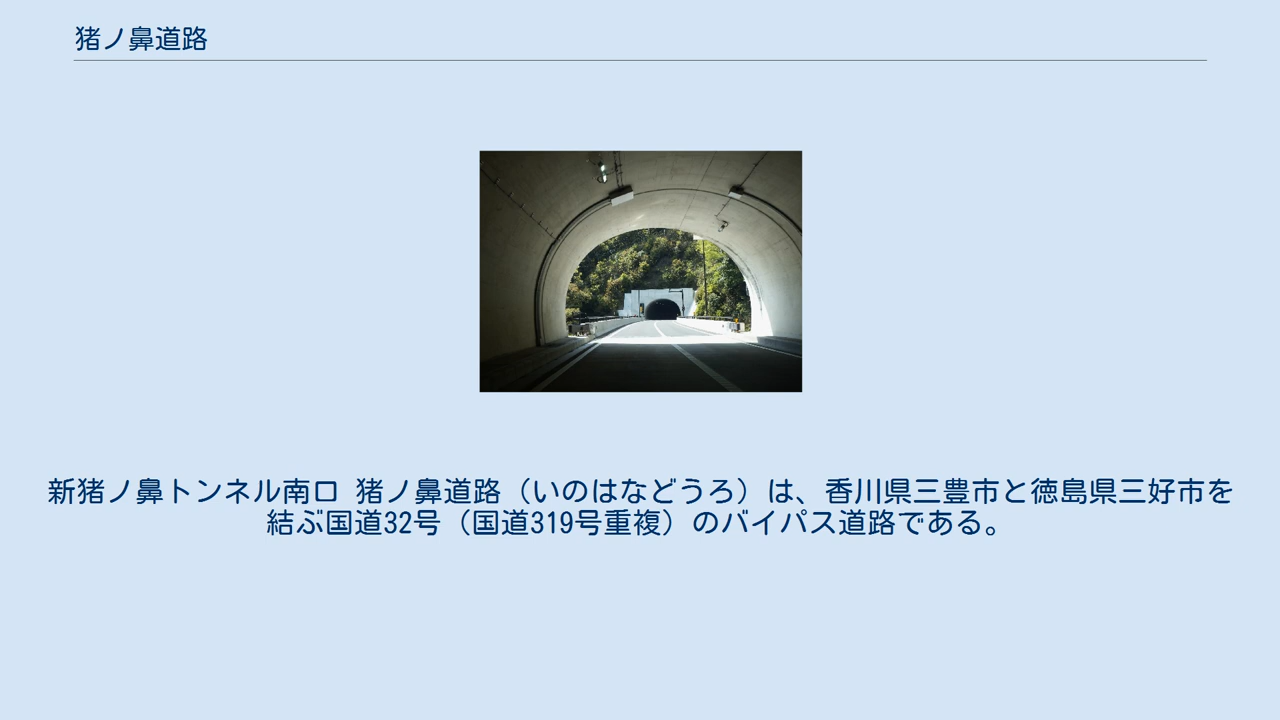 猪ノ鼻道路
新猪ノ鼻トンネル南口 猪ノ鼻道路（いのはなどうろ）は、香川県三豊市と徳島県三好市を
結ぶ国道32号（国道319号重複）のバイパス道路である。